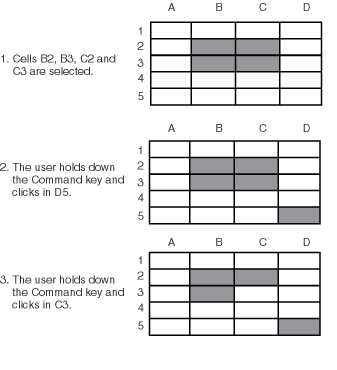 A B C D
1
2
1. Cells B2, B3, C2 and
3
C3 are selected.
4
5
A B C D
1
2. The user holds down
2
the Command key and
3
clicks in D5.
4
5
A B C D
1
3. The user holds down
2
the Command key and
3
clicks in C3.
4
5